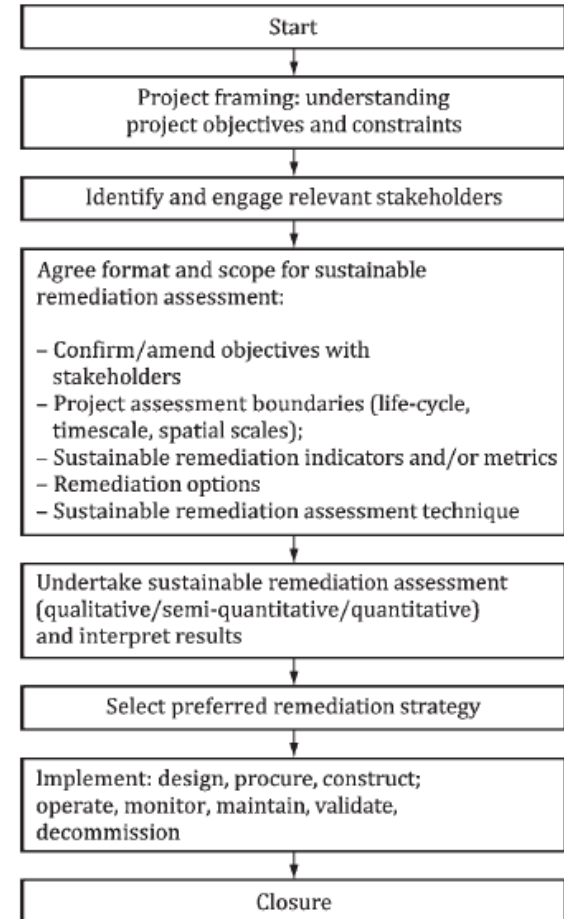 Start
Project framing: understanding
project objectives and constraints
Identify and engage relevant stakeholders
Agree format and scope for sustainable
remediation assessment:
– Confirm/amend objectives with
stakeholders
– Project assessment boundaries (life-cycle,
timescale, spatial scales);
– Sustainable remediation indicators and/or metrics
– Remediation options
– Sustainable remediation assessment technique
Undertake sustainable remediation assessment
(qualitative/semi-quantitative/quantitative)
and interpret results
Select preferred remediation strategy
Implement: design, procure, construct;
operate, monitor, maintain, validate,
decommission
Closure